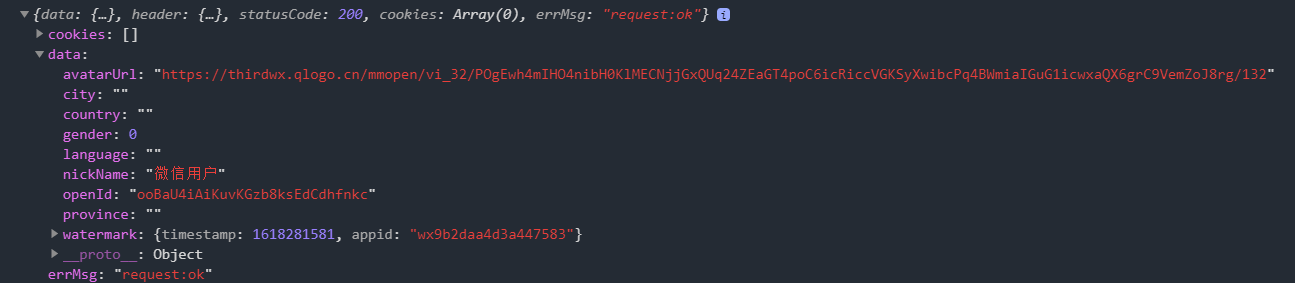 {data: {…}, header: {…}, statusCode: 200, cookies: Array(0), errMsg: "request:ok"} i
cookies: []
data:
avatarUrl: "https://thirdwx.qlogo.cn/mmopen/vi_32/POgEwh4mIHO4nibH0KlMECNjjGxQUq24ZEaGT4poC6icRiccVGKSyXwibcPq4BWmiaIGuG1icwxaQX6grC9VemZoJ8rg/132"
city: ""
country: ""
gender: 0
language: ""
nickName: "微信用户"
openId: "ooBaU4iAiKuvKGzb8ksEdCdhfnkc"
province: ""
watermark: {timestamp: 1618281581, appid: "wx9b2daa4d3a447583"}
__proto__: Object
errMsg: "request:ok"